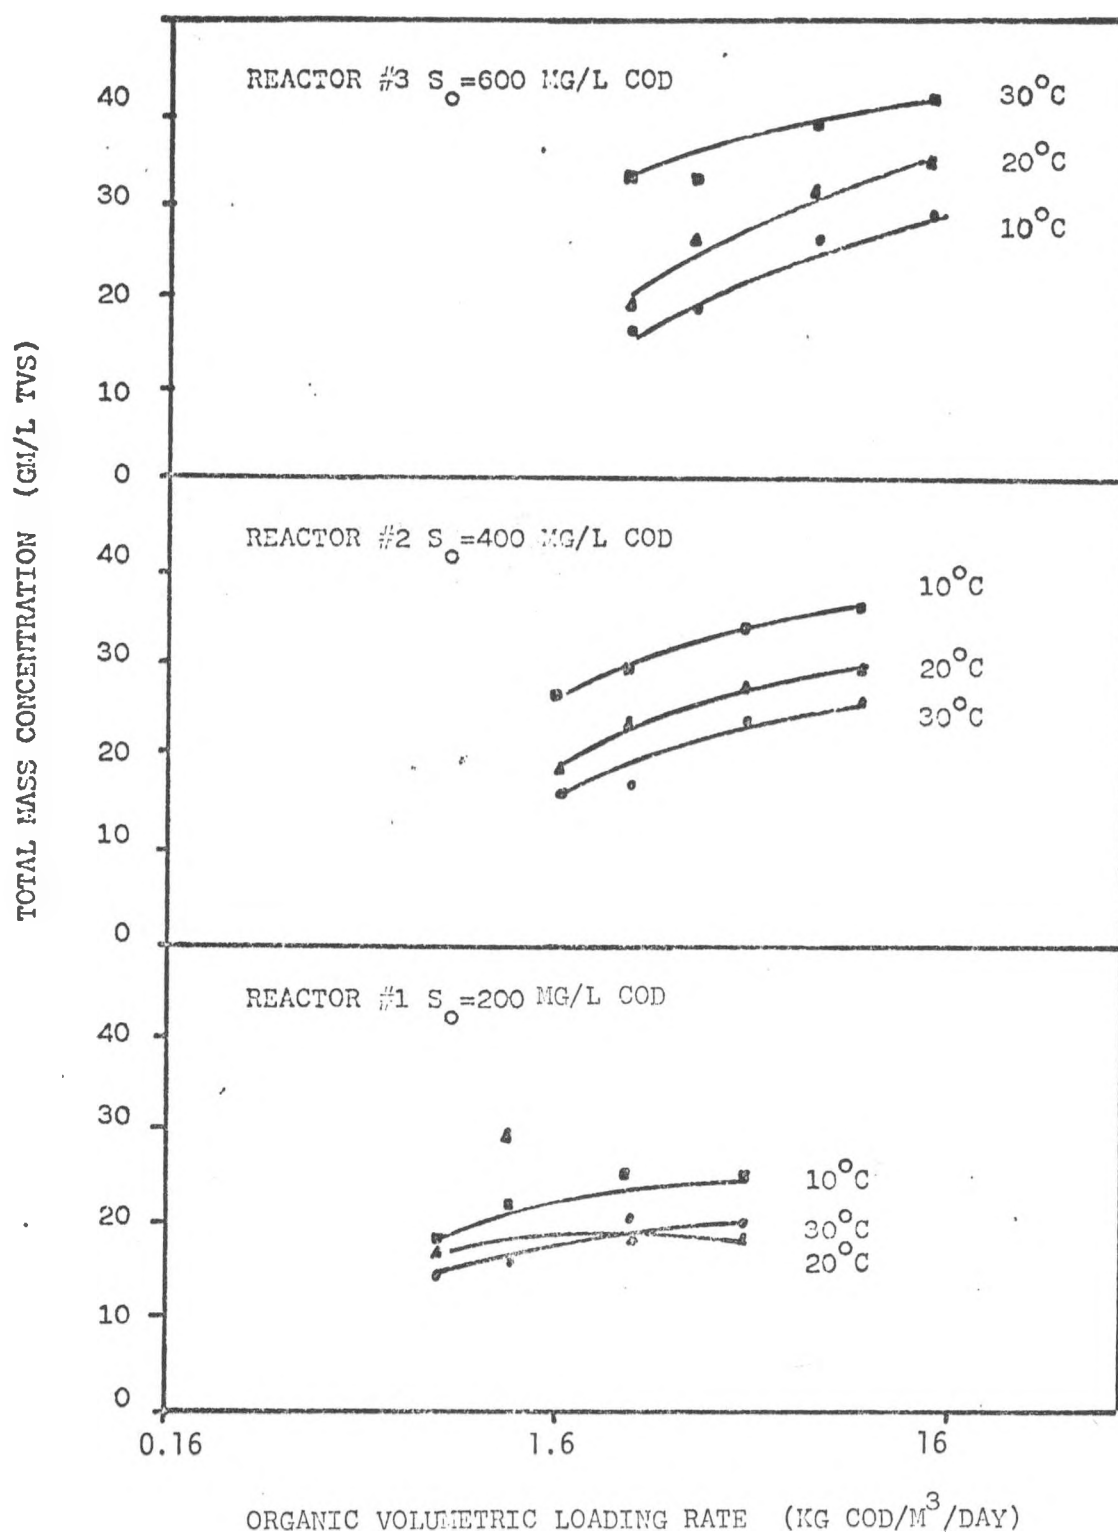 TOTAL MASS CONCENTRATION (GM/L TVS)
REACTOR #3 So=600 MG/L COD
40
30
20
10
0
30°C
20°C
10°C
REACTOR #2 So=400 MG/L COD
40
30
20
10
0
10°C
20°C
30°C
REACTOR #1 So=200 MG/L COD
40
30
20
10
0
10°C
30°C
20°C
0.16
1.6
16
ORGANIC VOLUMETRIC LOADING RATE (KG COD/M³/DAY)